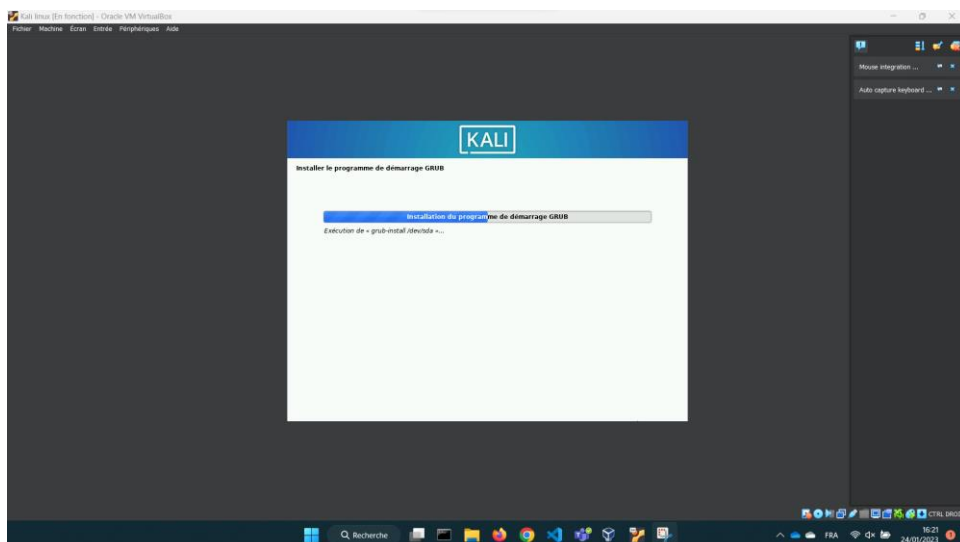 Kali linux [En fonction] - Oracle VM VirtualBox
Fichier Machine Écran Entrée Périphériques Aide
Mouse integration ...
Auto capture keyboard ...
KALI
Installer le programme de démarrage GRUB
Installation du programme de démarrage GRUB
Exécution de « grub-install /dev/sda »...
CTRL DROITE
Recherche
FRA
16:21
24/01/2023